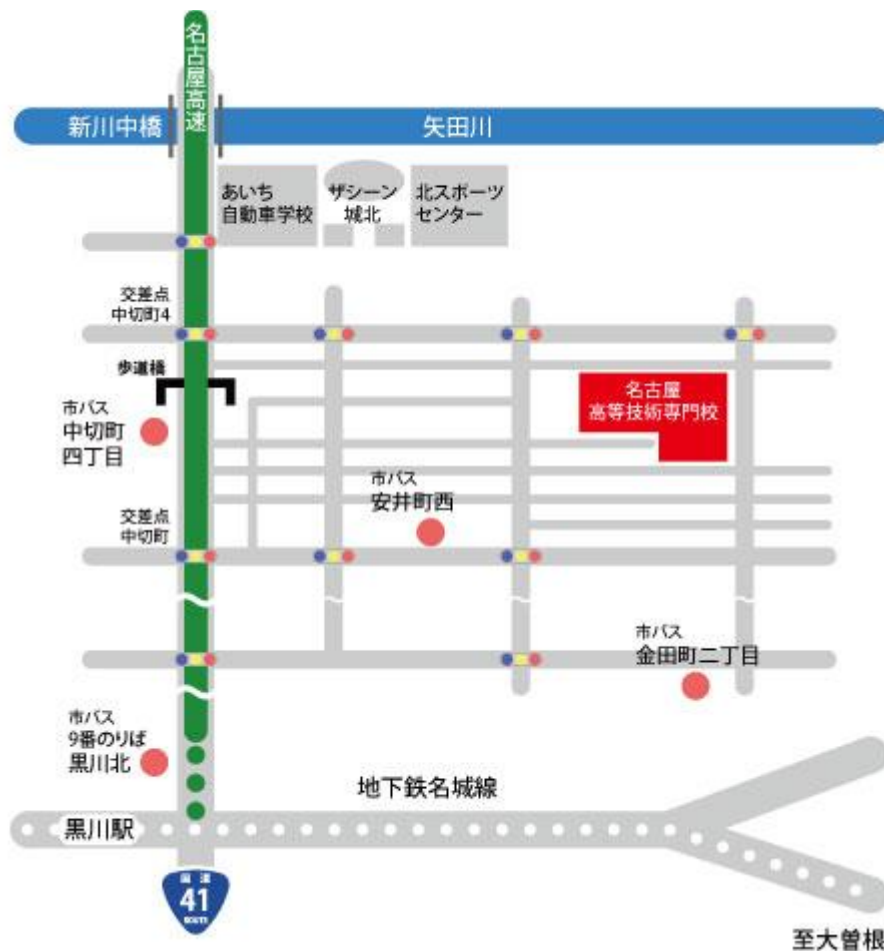 名古屋高速
新川中橋
矢田川
あいち
自動車学校
ザシーン
城北
北スポーツ
センター
交差点
中切町4
歩道橋
市バス
中切町
四丁目
名古屋
高等技術専門校
市バス
安井町西
交差点
中切町
市バス
金田町二丁目
市バス
9番のりば
黒川北
地下鉄名城線
黒川駅
国道
41
ROUTE
至大曽根